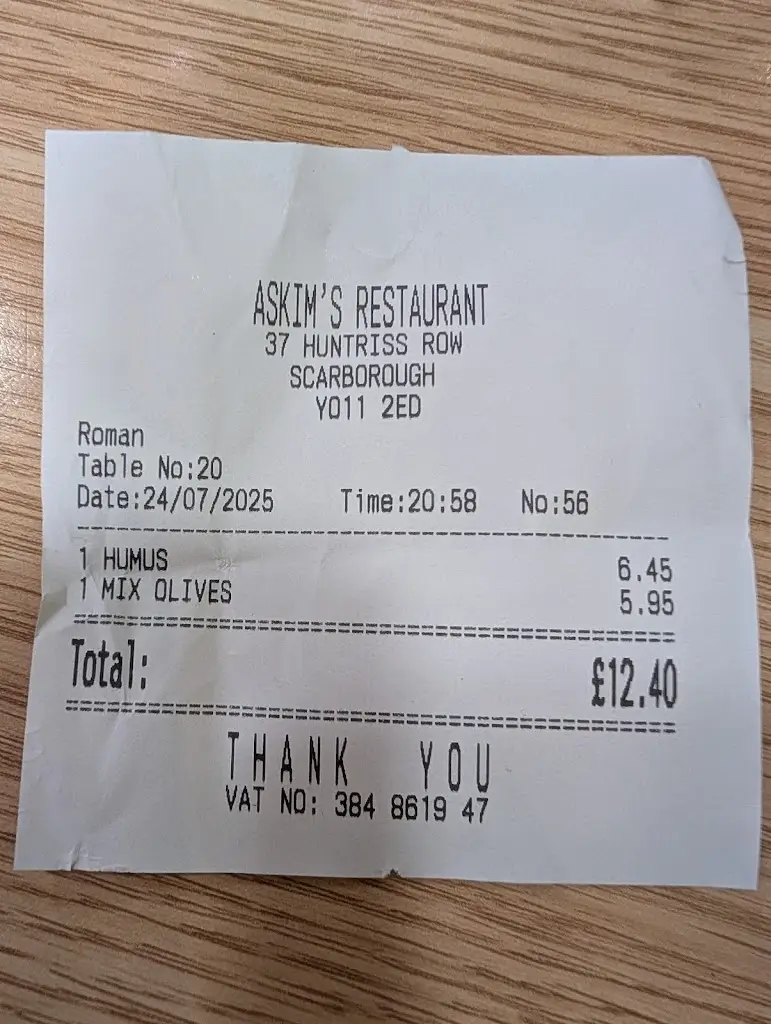 ASKIM'S RESTAURANT
37 HUNTRISS ROW
SCARBOROUGH
YO11 2ED
Roman
Table No:20
Date:24/07/2025 Time:20:58 No:56
1 HUMUS 6.45
1 MIX OLIVES 5.95
Total: £12.40
THANK YOU
VAT NO: 384 8619 47